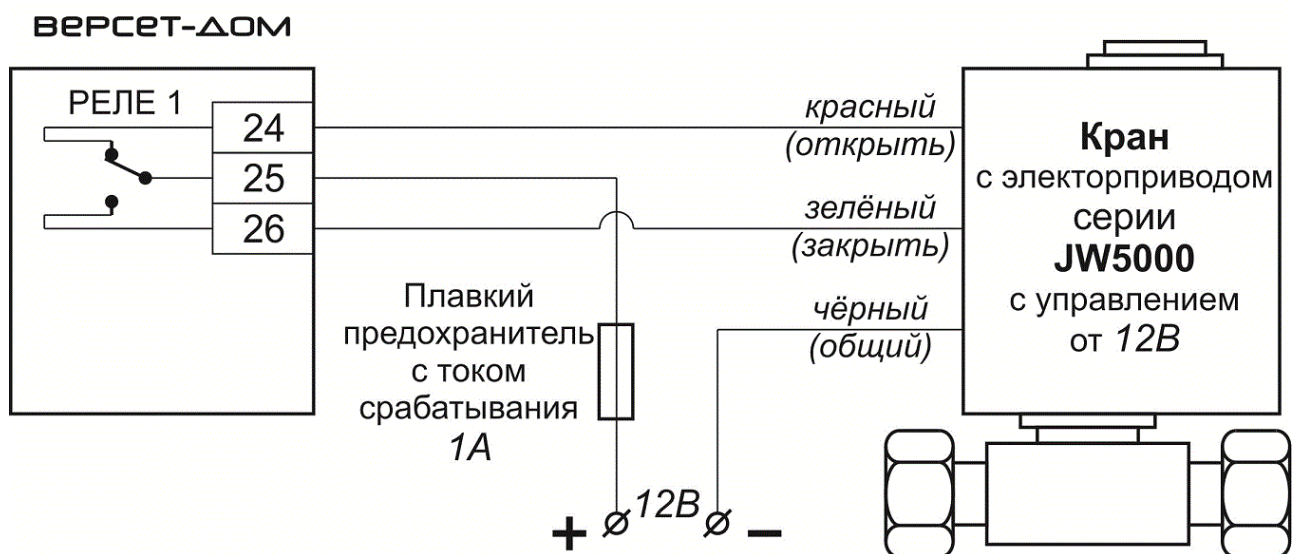 ВЕРСЕТ-ДОМ
РЕЛЕ 1
24
25
26
красный
(открыть)
зелёный
(закрыть)
чёрный
(общий)
Плавкий
предохранитель
с током
срабатывания
1А
+ 12В −
Кран
с электорприводом
серии
JW5000
с управлением
от 12В